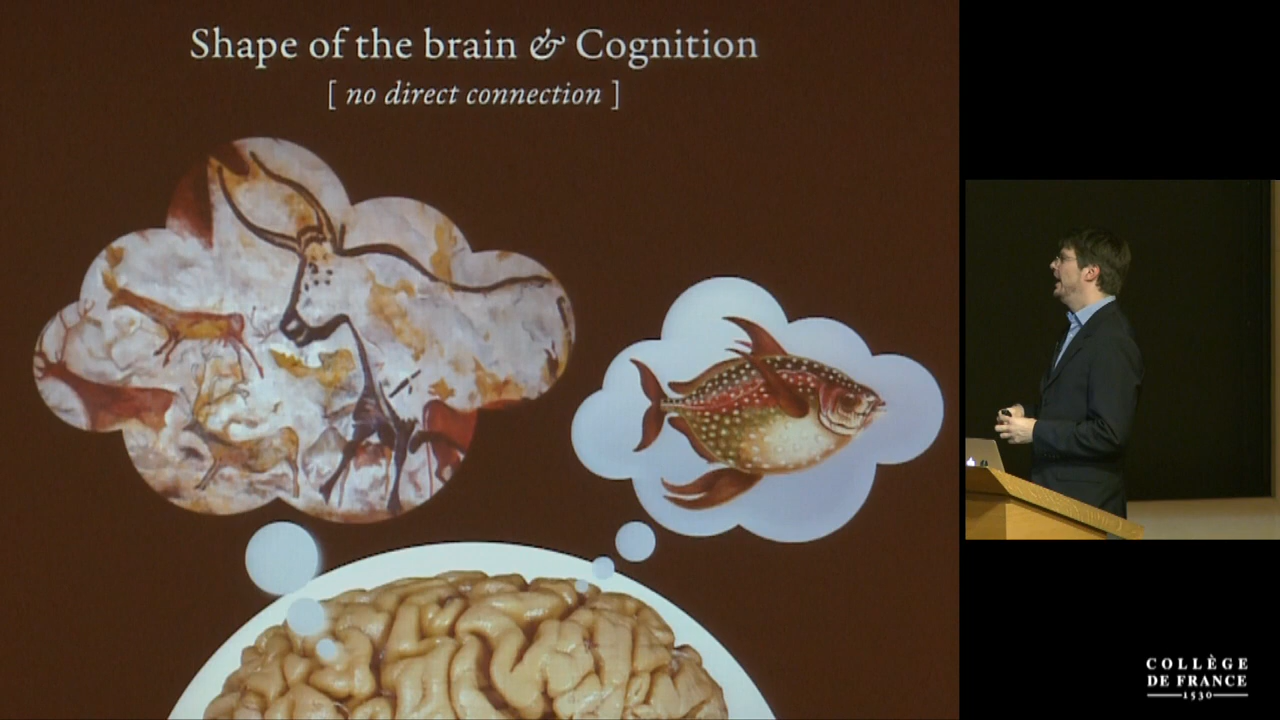 Shape of the brain & Cognition
[ no direct connection ]
COLLÈGE
DE FRANCE
1530